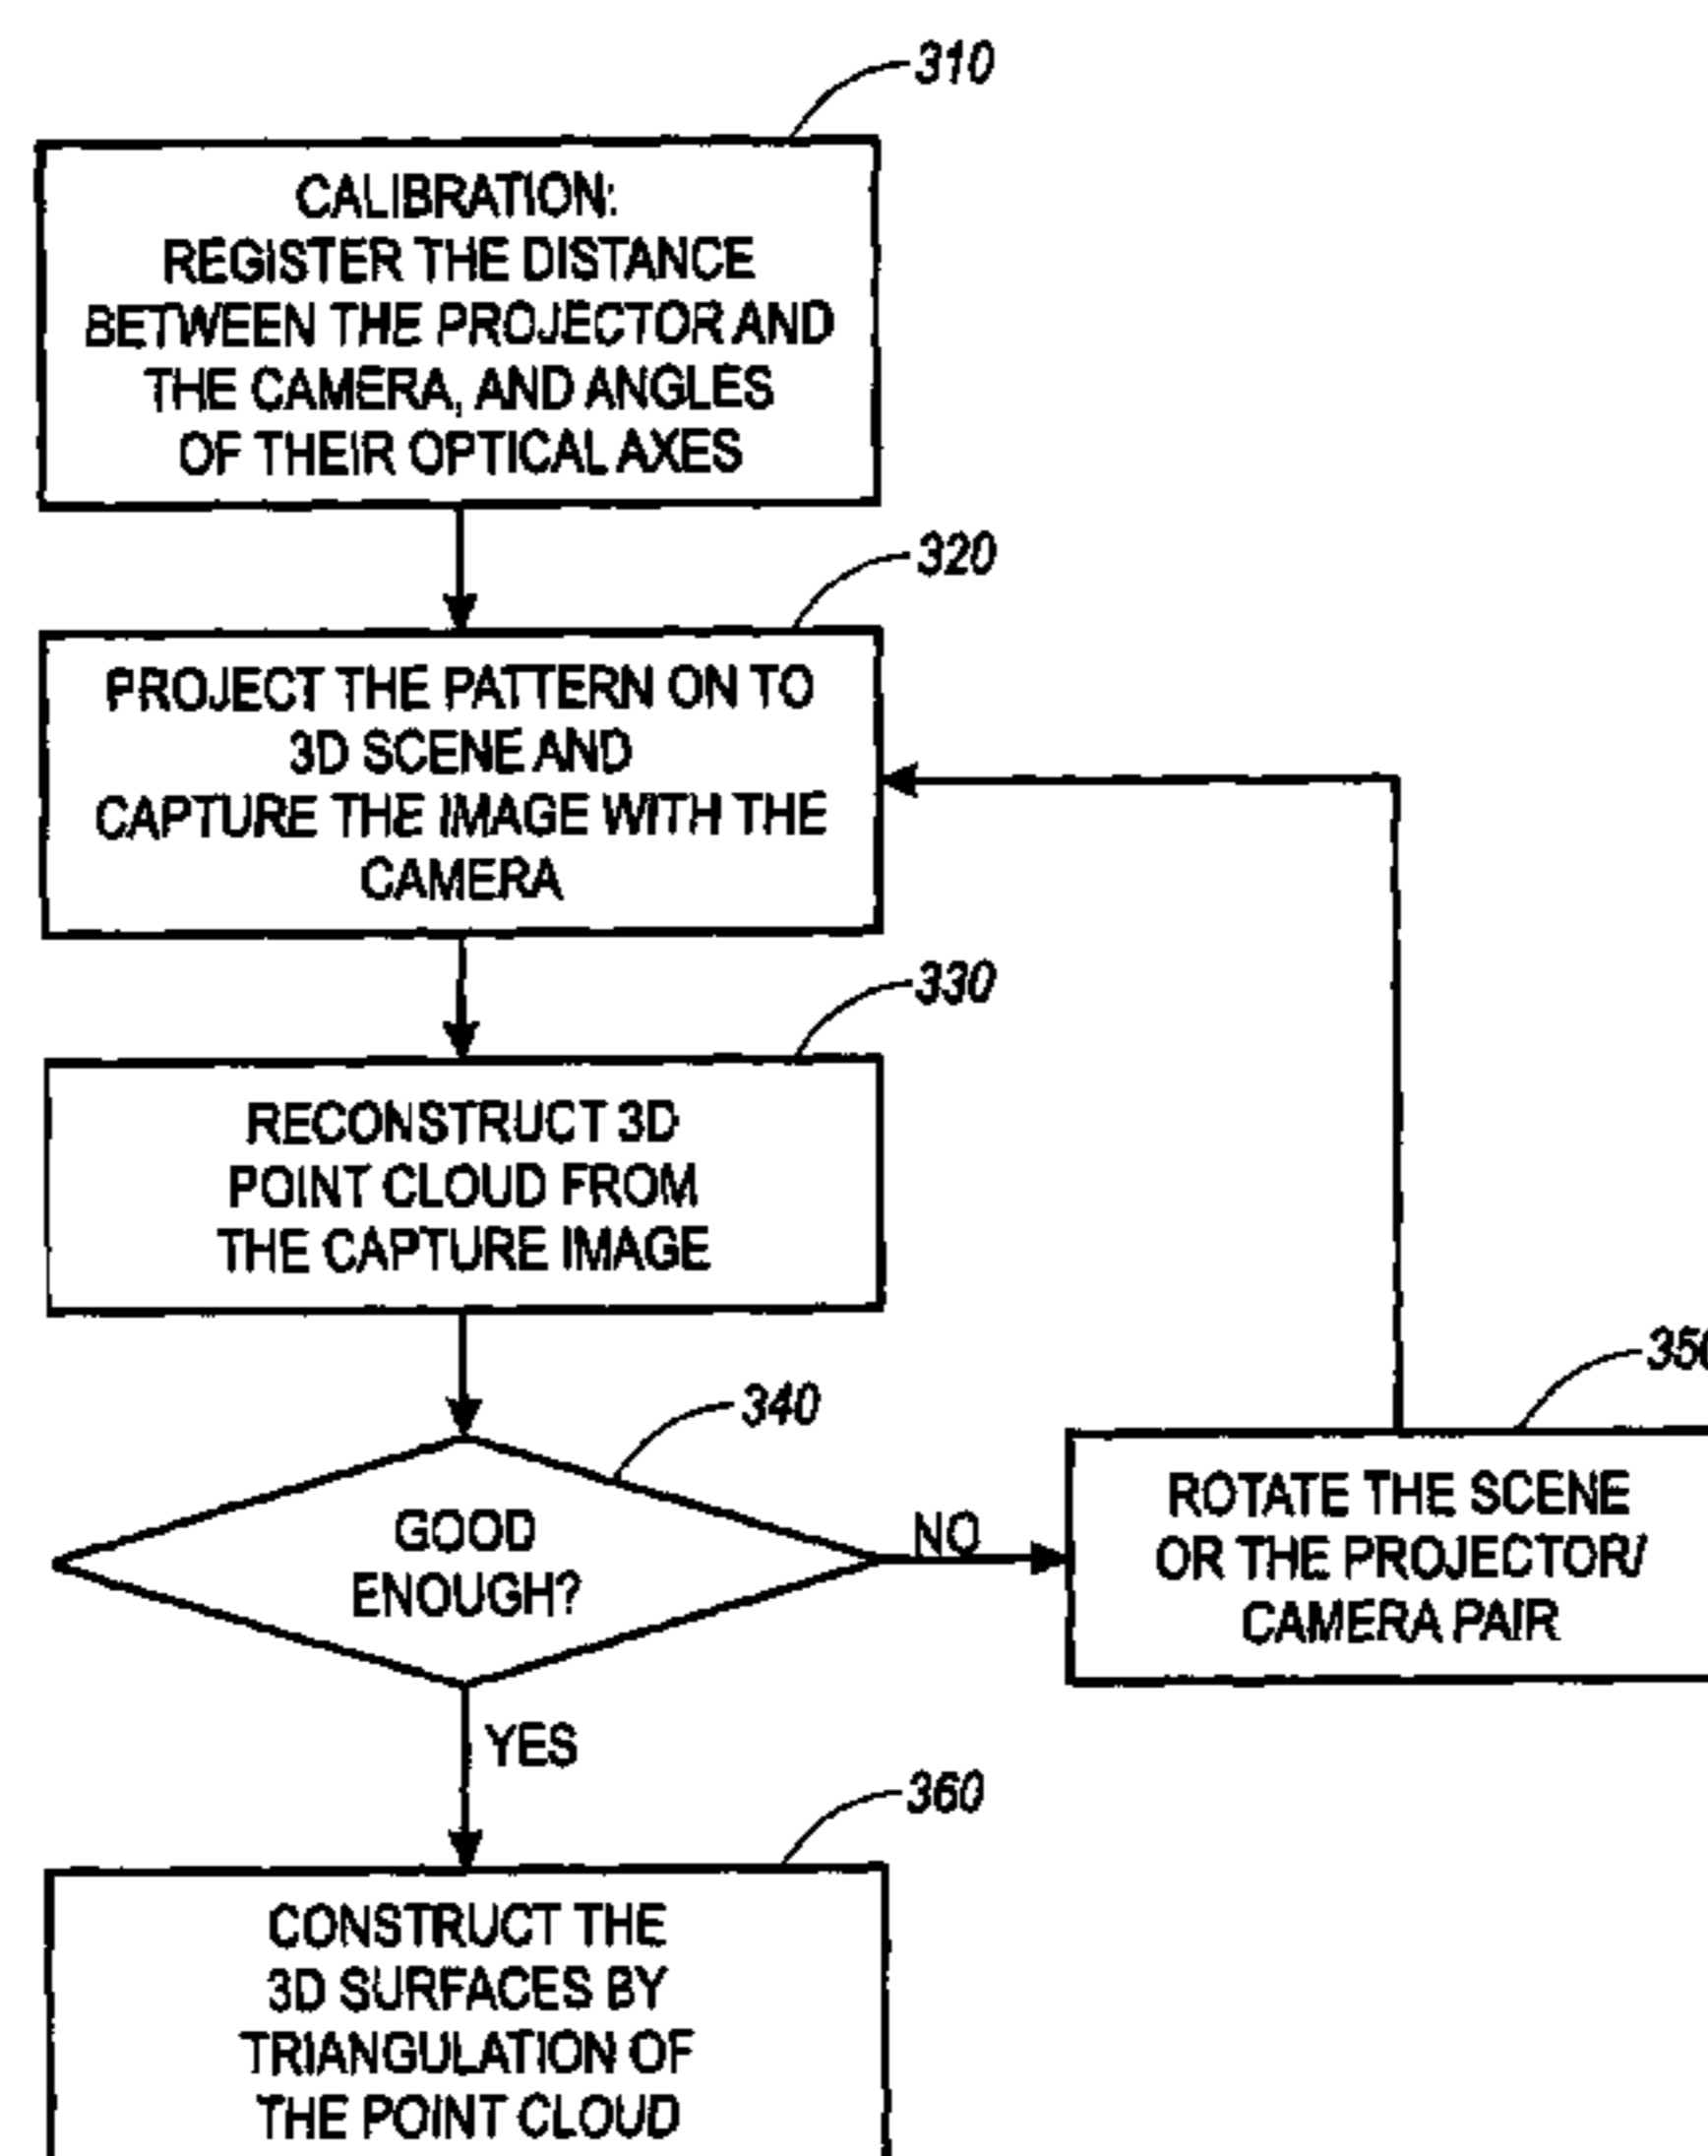 310
CALIBRATION:
REGISTER THE DISTANCE
BETWEEN THE PROJECTOR AND
THE CAMERA, AND ANGLES
OF THEIR OPTICAL AXES
320
PROJECT THE PATTERN ON TO
3D SCENE AND
CAPTURE THE IMAGE WITH THE
CAMERA
330
RECONSTRUCT 3D
POINT CLOUD FROM
THE CAPTURE IMAGE
340
GOOD
ENOUGH?
NO
350
ROTATE THE SCENE
OR THE PROJECTOR/
CAMERA PAIR
YES
360
CONSTRUCT THE
3D SURFACES BY
TRIANGULATION OF
THE POINT CLOUD